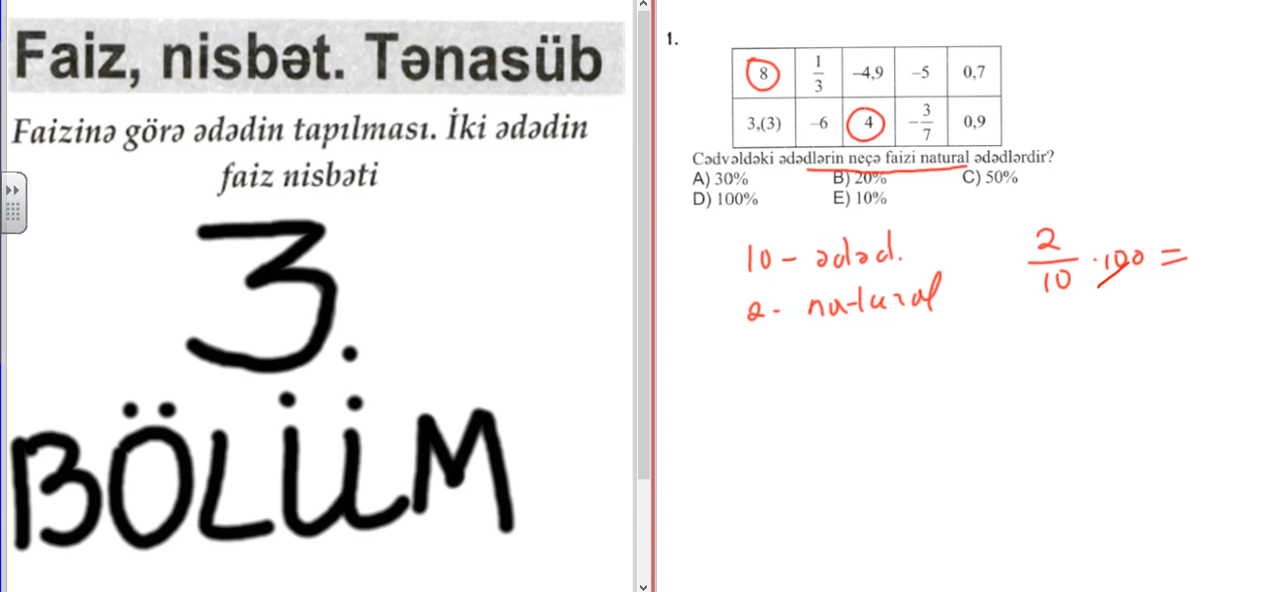 Faiz, nisbət. Tənasüb
Faizinə görə ədədin tapılması. İki ədədin
faiz nisbəti
3.
BÖLÜM
1.
8 1/3 –4,9 –5 0,7
3,(3) –6 4 –3/7 0,9
Cədvəldəki ədədlərin neçə faizi natural ədədlərdir?
A) 30% B) 20% C) 50%
D) 100% E) 10%
10 – ədəd. 2/10 · 100 =
2 - natural